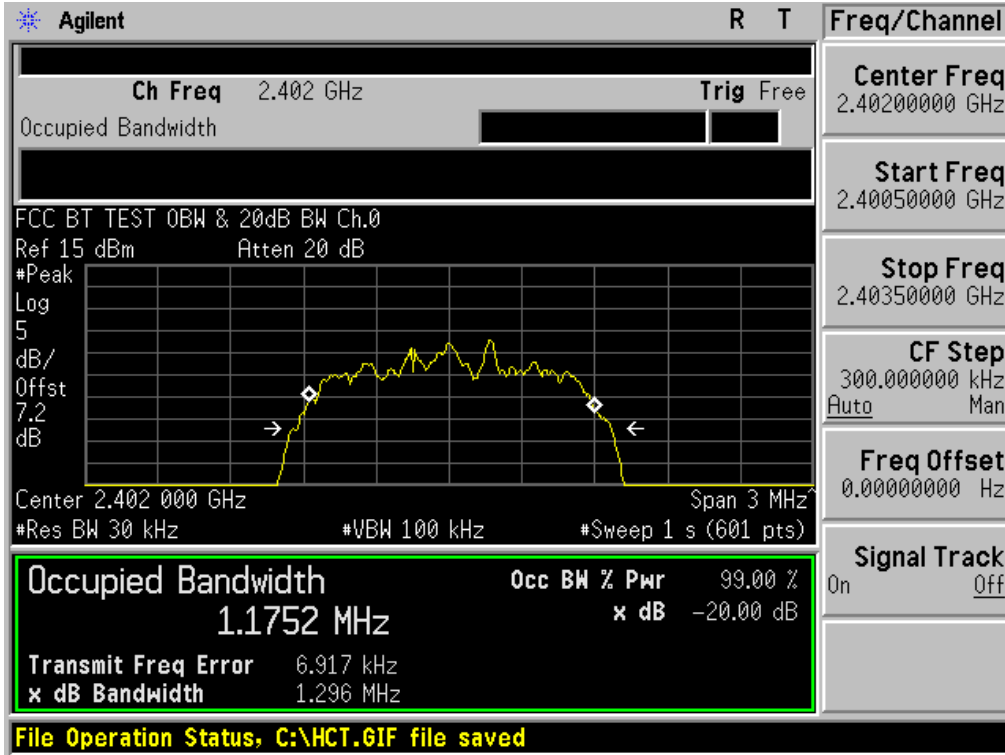 Agilent R T
Ch Freq 2.402 GHz Trig Free
Occupied Bandwidth
FCC BT TEST OBW & 20dB BW Ch.0
Ref 15 dBm Atten 20 dB
#Peak
Log
5
dB/
Offst
7.2
dB
Center 2.402 000 GHz Span 3 MHz^
#Res BW 30 kHz #VBW 100 kHz #Sweep 1 s (601 pts)
Occupied Bandwidth Occ BW % Pwr 99.00 %
1.1752 MHz x dB -20.00 dB
Transmit Freq Error 6.917 kHz
x dB Bandwidth 1.296 MHz
File Operation Status, C:\HCT.GIF file saved
Freq/Channel
Center Freq
2.40200000 GHz
Start Freq
2.40050000 GHz
Stop Freq
2.40350000 GHz
CF Step
300.000000 kHz
Auto Man
Freq Offset
0.00000000 Hz
Signal Track
On Off